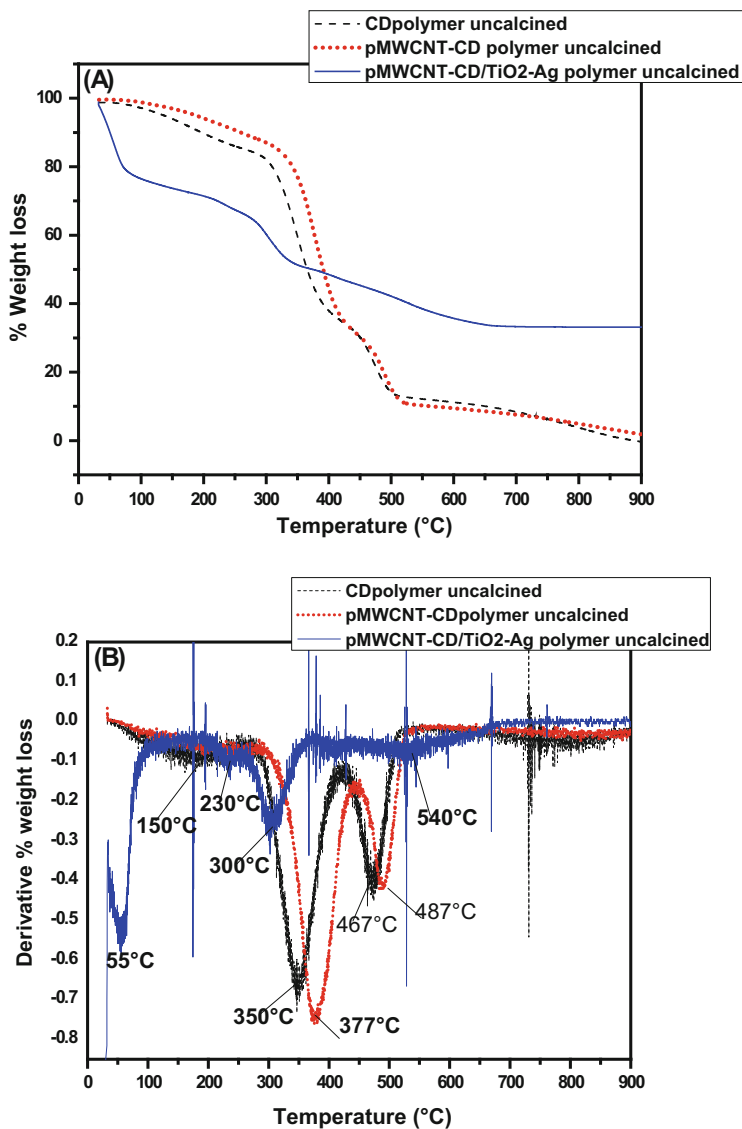 CDpolymer uncalcined
pMWCNT-CD polymer uncalcined
pMWCNT-CD/TiO2-Ag polymer uncalcined
(A)
100
80
60
40
20
0
% Weight loss
0 100 200 300 400 500 600 700 800 900
Temperature (°C)
CDpolymer uncalcined
pMWCNT-CDpolymer uncalcined
pMWCNT-CD/TiO2-Ag polymer uncalcined
(B)
0.2
0.1
0.0
-0.1
-0.2
-0.3
-0.4
-0.5
-0.6
-0.7
-0.8
Derivative % weight loss
150°C
230°C
540°C
300°C
467°C
487°C
55°C
350°C
377°C
0 100 200 300 400 500 600 700 800 900
Temperature (°C)